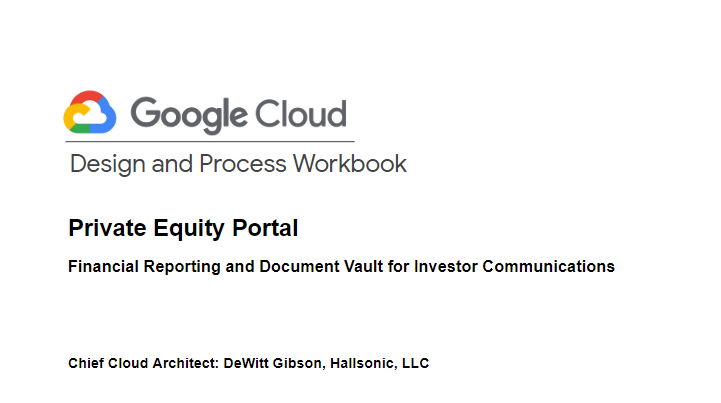 Google Cloud
Design and Process Workbook
Private Equity Portal
Financial Reporting and Document Vault for Investor Communications
Chief Cloud Architect: DeWitt Gibson, Hallsonic, LLC